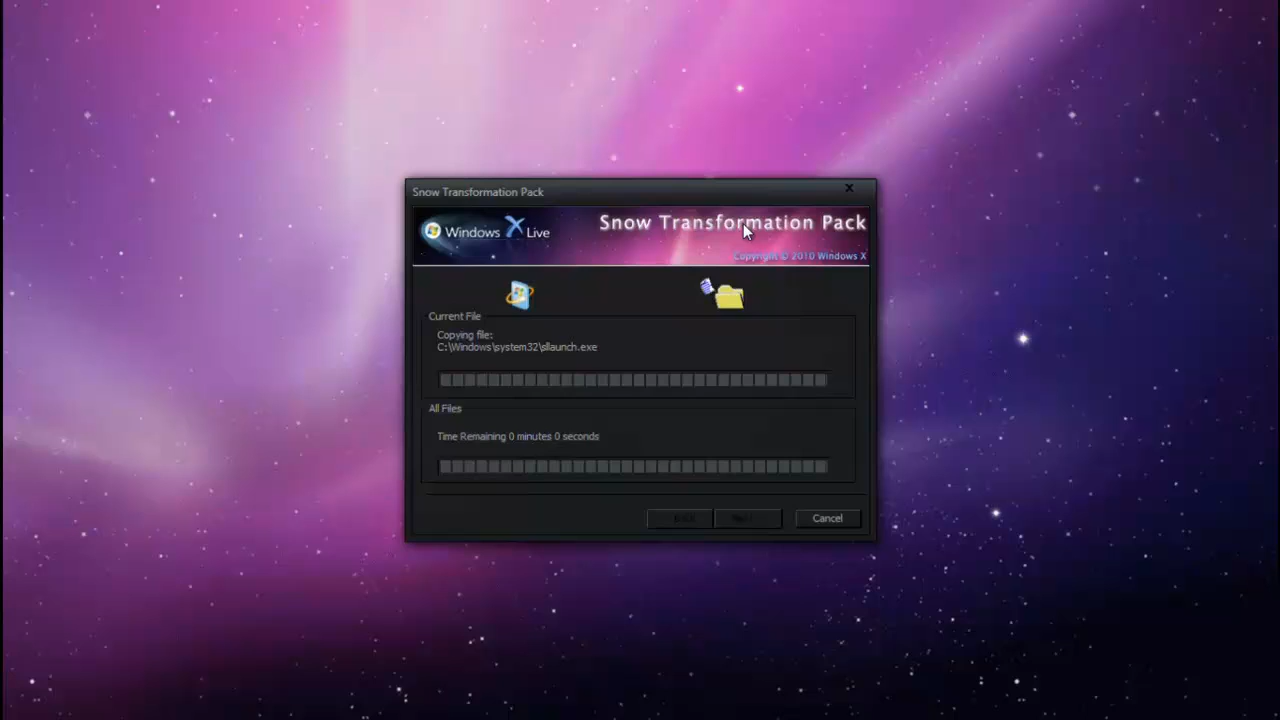 Snow Transformation Pack
Windows X Live
Snow Transformation Pack
Copyright © 2010 Windows X
Current File
Copying file:
C:\Windows\system32\sllaunch.exe
All Files
Time Remaining 0 minutes 0 seconds
Cancel